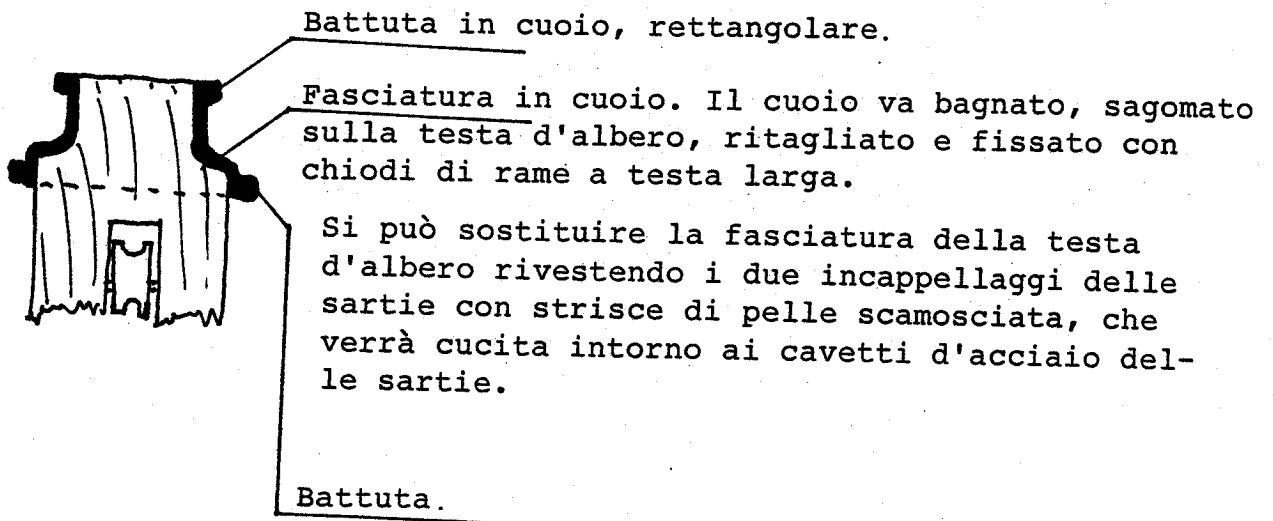 Battuta in cuoio, rettangolare.
Fasciatura in cuoio. Il cuoio va bagnato, sagomato
sulla testa d'albero, ritagliato e fissato con
chiodi di rame a testa larga.
Si può sostituire la fasciatura della testa
d'albero rivestendo i due incappellaggi delle
sartie con strisce di pelle scamosciata, che
verrà cucita intorno ai cavetti d'acciaio del-
le sartie.
Battuta.